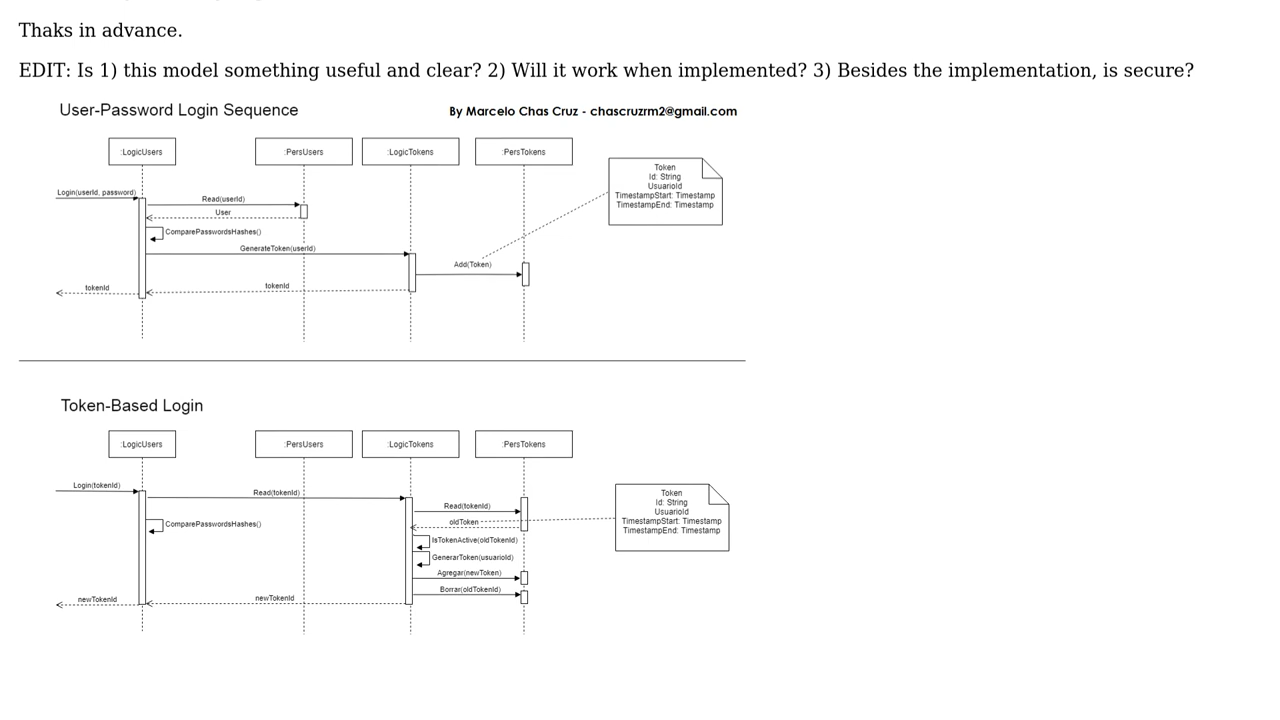 Thaks in advance.
EDIT: Is 1) this model something useful and clear? 2) Will it work when implemented? 3) Besides the implementation, is secure?
User-Password Login Sequence
By Marcelo Chas Cruz - chascruzrm2@gmail.com
:LogicUsers
:PersUsers
:LogicTokens
:PersTokens
Token
Id: String
UsuarioId
TimestampStart: Timestamp
TimestampEnd: Timestamp
Login(userId, password)
Read(userId)
User
ComparePasswordsHashes()
GenerateToken(userId)
Add(Token)
tokenId
tokenId
Token-Based Login
:LogicUsers
:PersUsers
:LogicTokens
:PersTokens
Login(tokenId)
Read(tokenId)
Read(tokenId)
oldToken
Token
Id: String
UsuarioId
TimestampStart: Timestamp
TimestampEnd: Timestamp
ComparePasswordsHashes()
IsTokenActive(oldTokenId)
GenerarToken(usuarioId)
Agregar(newToken)
Borrar(oldTokenId)
newTokenId
newTokenId